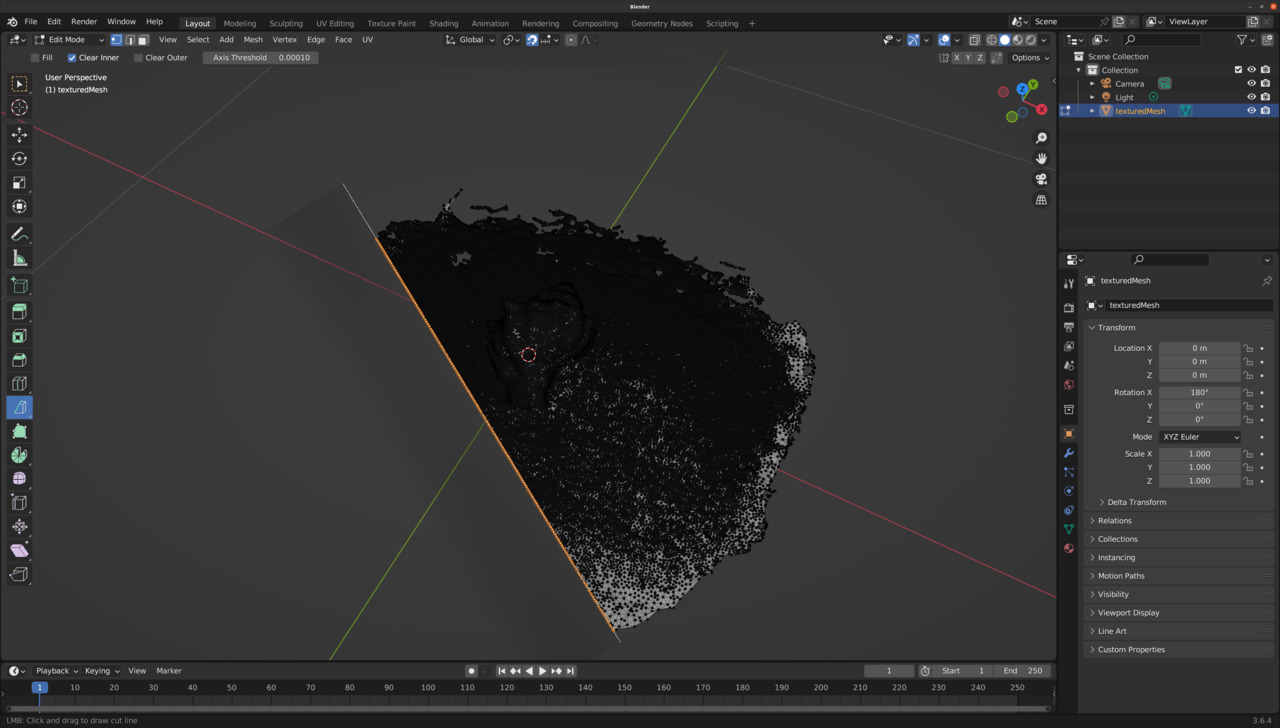 Blender
File Edit Render Window Help Layout Modeling Sculpting UV Editing Texture Paint Shading Animation Rendering Compositing Geometry Nodes Scripting + Scene ViewLayer
Edit Mode View Select Add Mesh Vertex Edge Face UV Global
Fill Clear Inner Clear Outer Axis Threshold 0.00010 X Y Z Options
User Perspective
(1) texturedMesh
Z Y X
Scene Collection
Collection
Camera
Light
texturedMesh
texturedMesh
texturedMesh
Transform
Location X 0 m
Y 0 m
Z 0 m
Rotation X 180°
Y 0°
Z 0°
Mode XYZ Euler
Scale X 1.000
Y 1.000
Z 1.000
Delta Transform
Relations
Collections
Instancing
Motion Paths
Visibility
Viewport Display
Line Art
Custom Properties
Playback Keying View Marker 1 Start 1 End 250
1 10 20 30 40 50 60 70 80 90 100 110 120 130 140 150 160 170 180 190 200 210 220 230 240 250
LMB: Click and drag to draw cut line 3.6.4